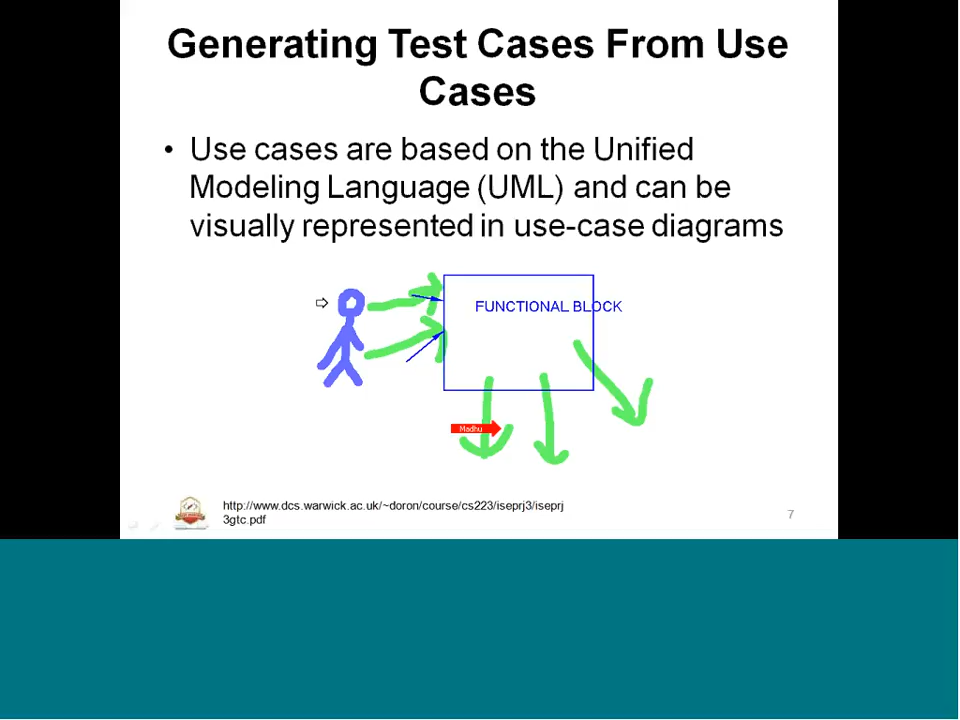 Generating Test Cases From Use
Cases
• Use cases are based on the Unified
Modeling Language (UML) and can be
visually represented in use-case diagrams
FUNCTIONAL BLOCK
Madhu
http://www.dcs.warwick.ac.uk/~doron/course/cs223/iseprj3/iseprj
3gtc.pdf
7